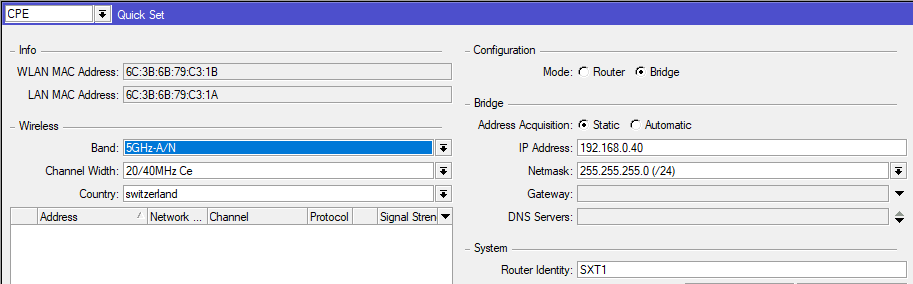 CPE Quick Set
Info
WLAN MAC Address: 6C:3B:6B:79:C3:1B
LAN MAC Address: 6C:3B:6B:79:C3:1A
Wireless
Band: 5GHz-A/N
Channel Width: 20/40MHz Ce
Country: switzerland
Address Network ... Channel Protocol Signal Stren
Configuration
Mode: Router Bridge
Bridge
Address Acquisition: Static Automatic
IP Address: 192.168.0.40
Netmask: 255.255.255.0 (/24)
Gateway:
DNS Servers:
System
Router Identity: SXT1